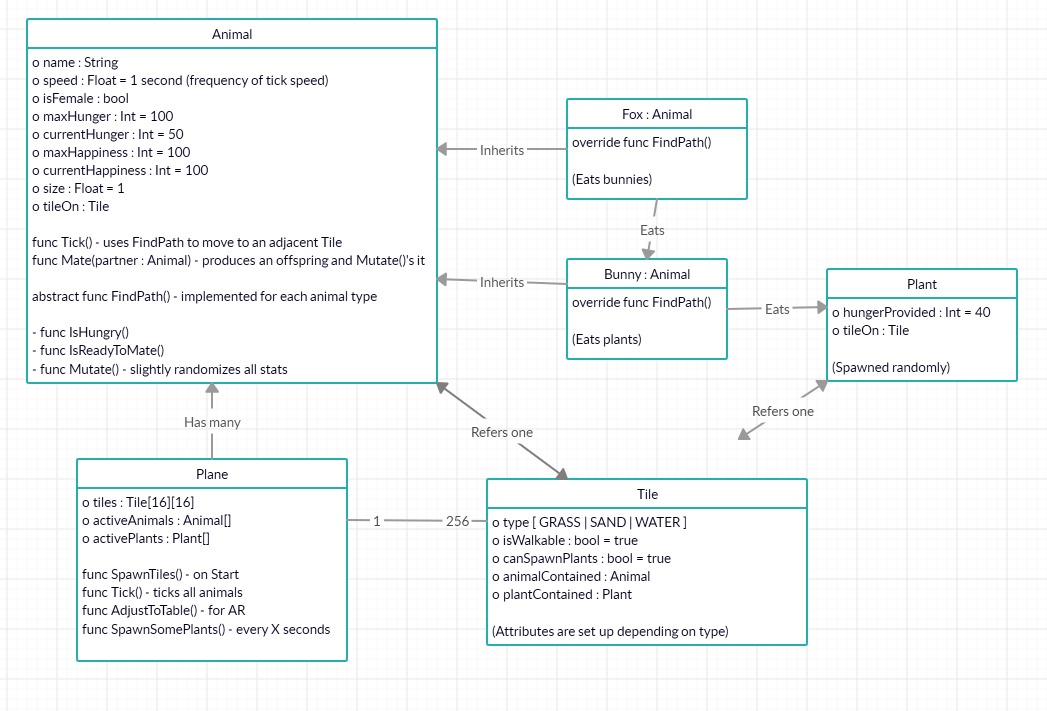 Animal
o name : String
o speed : Float = 1 second (frequency of tick speed)
o isFemale : bool
o maxHunger : Int = 100
o currentHunger : Int = 50
o maxHappiness : Int = 100
o currentHappiness : Int = 100
o size : Float = 1
o tileOn : Tile
func Tick() - uses FindPath to move to an adjacent Tile
func Mate(partner : Animal) - produces an offspring and Mutate()'s it
abstract func FindPath() - implemented for each animal type
- func IsHungry()
- func IsReadyToMate()
- func Mutate() - slightly randomizes all stats
Inherits
Fox : Animal
override func FindPath()
(Eats bunnies)
Eats
Inherits
Bunny : Animal
override func FindPath()
(Eats plants)
Eats
Plant
o hungerProvided : Int = 40
o tileOn : Tile
(Spawned randomly)
Has many
Refers one
Refers one
Plane
o tiles : Tile[16][16]
o activeAnimals : Animal[]
o activePlants : Plant[]
func SpawnTiles() - on Start
func Tick() - ticks all animals
func AdjustToTable() - for AR
func SpawnSomePlants() - every X seconds
1
256
Tile
o type [ GRASS | SAND | WATER ]
o isWalkable : bool = true
o canSpawnPlants : bool = true
o animalContained : Animal
o plantContained : Plant
(Attributes are set up depending on type)